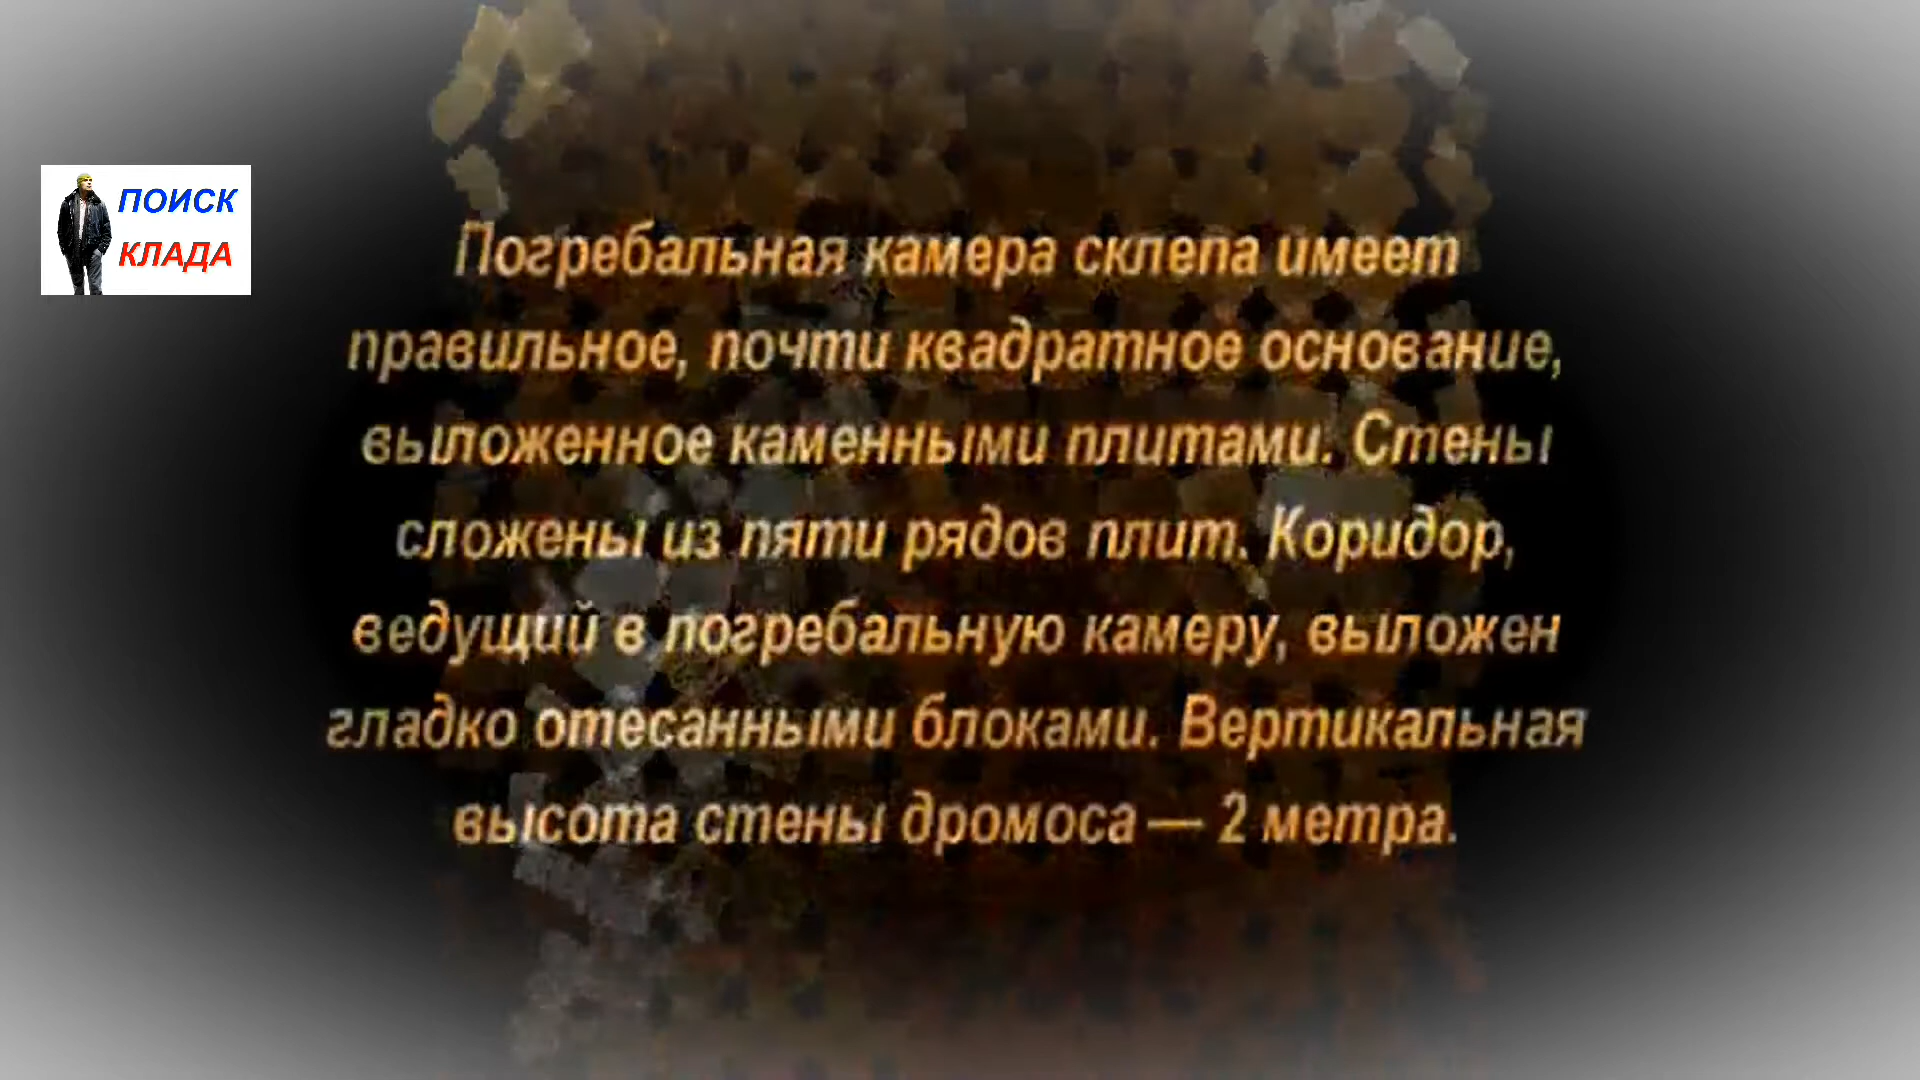 ПОИСК
КЛАДА
Погребальная камера склепа имеет
правильное, почти квадратное основание,
выложенное каменными плитами. Стены
сложены из пяти рядов плит. Коридор,
ведущий в погребальную камеру, выложен
гладко отесанными блоками. Вертикальная
высота стены дромоса — 2 метра.